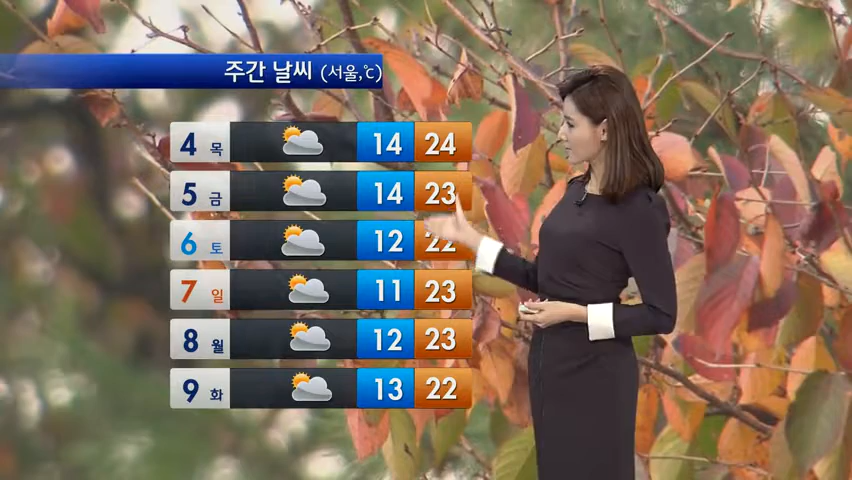 주간 날씨 (서울,℃)
4 목 14 24
5 금 14 23
6 토 12 22
7 일 11 23
8 월 12 23
9 화 13 22